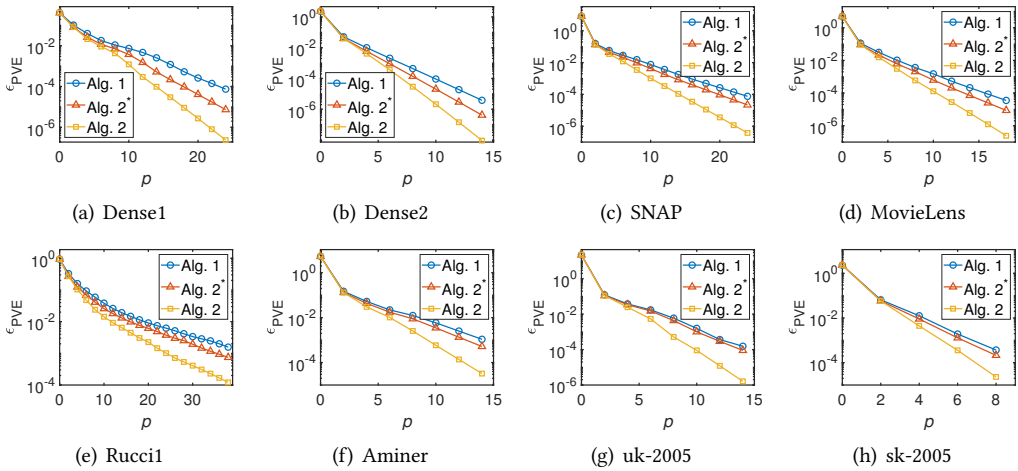 10^0
10^-2
10^-4
10^-6
ϵ_PVE
Alg. 1
Alg. 2*
Alg. 2
0 10 20
p
(a) Dense1
10^0
10^-2
10^-4
10^-6
ϵ_PVE
Alg. 1
Alg. 2*
Alg. 2
0 5 10 15
p
(b) Dense2
10^0
10^-2
10^-4
10^-6
ϵ_PVE
Alg. 1
Alg. 2*
Alg. 2
0 10 20
p
(c) SNAP
10^0
10^-2
10^-4
10^-6
ϵ_PVE
Alg. 1
Alg. 2*
Alg. 2
0 5 10 15
p
(d) MovieLens
10^0
10^-2
10^-4
ϵ_PVE
Alg. 1
Alg. 2*
Alg. 2
0 10 20 30
p
(e) Rucci1
10^0
10^-2
10^-4
ϵ_PVE
Alg. 1
Alg. 2*
Alg. 2
0 5 10 15
p
(f) Aminer
10^0
10^-2
10^-4
10^-6
ϵ_PVE
Alg. 1
Alg. 2*
Alg. 2
0 5 10 15
p
(g) uk-2005
10^0
10^-2
10^-4
ϵ_PVE
Alg. 1
Alg. 2*
Alg. 2
0 2 4 6 8
p
(h) sk-2005